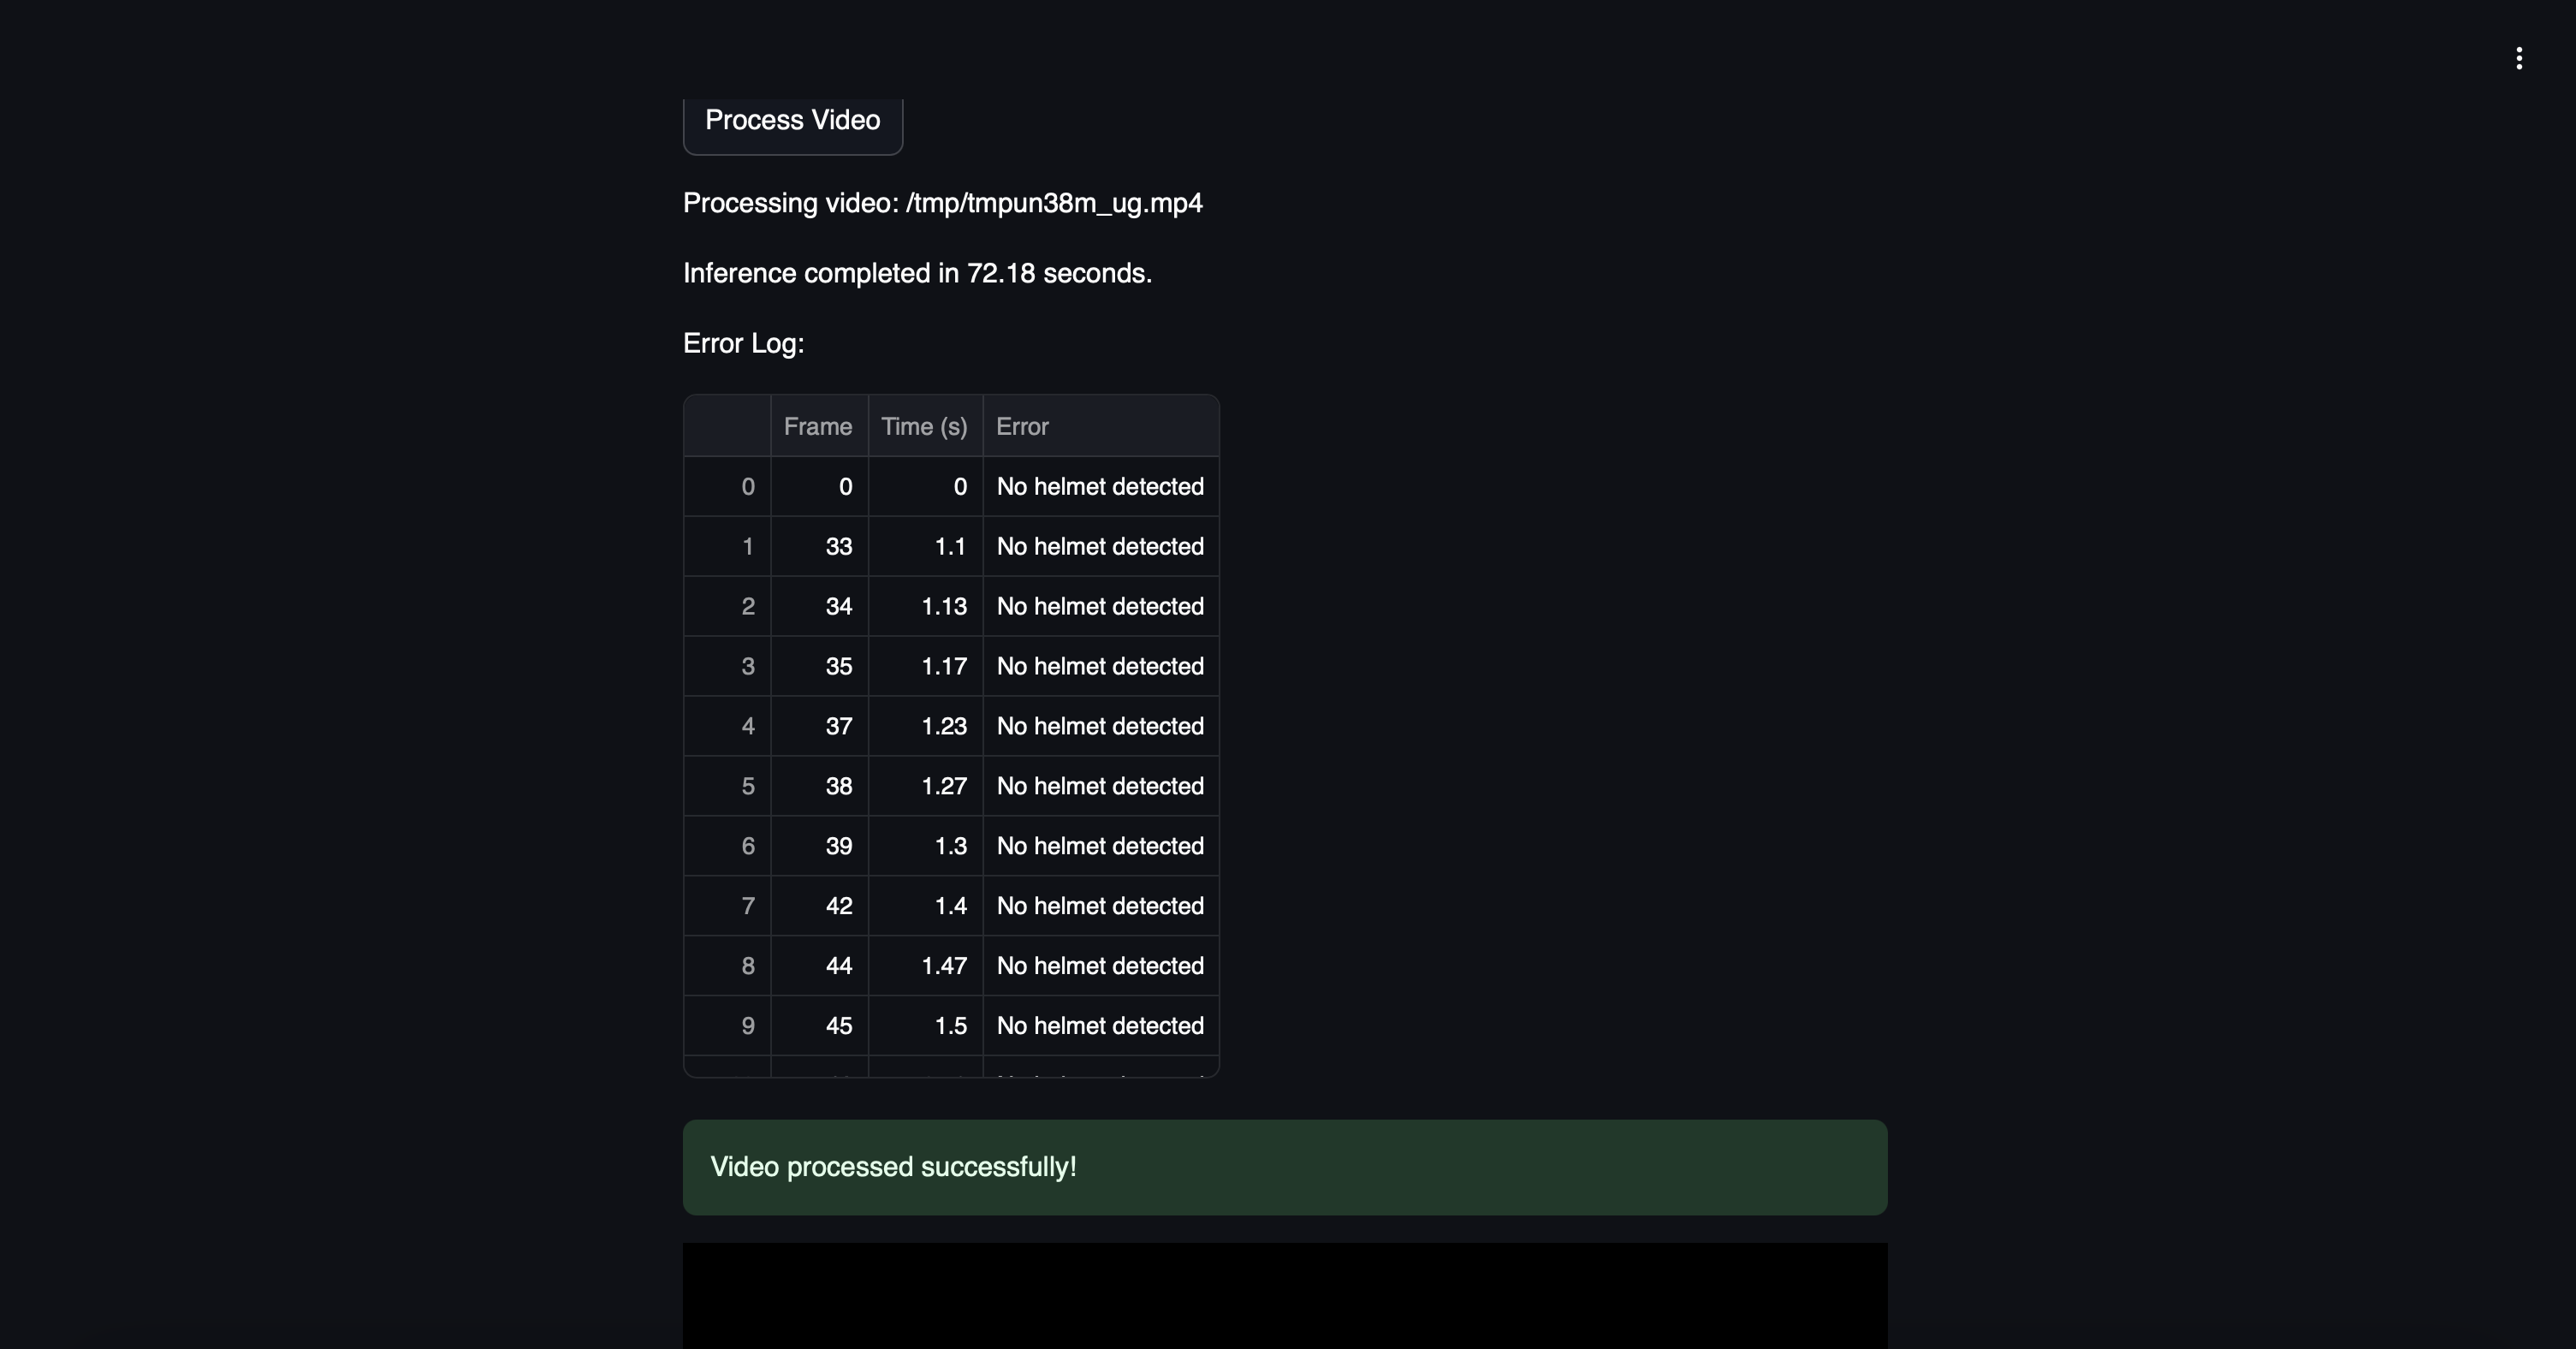 Process Video
Processing video: /tmp/tmpun38m_ug.mp4
Inference completed in 72.18 seconds.
Error Log:
Frame Time (s) Error
0 0 0 No helmet detected
1 33 1.1 No helmet detected
2 34 1.13 No helmet detected
3 35 1.17 No helmet detected
4 37 1.23 No helmet detected
5 38 1.27 No helmet detected
6 39 1.3 No helmet detected
7 42 1.4 No helmet detected
8 44 1.47 No helmet detected
9 45 1.5 No helmet detected
Video processed successfully!